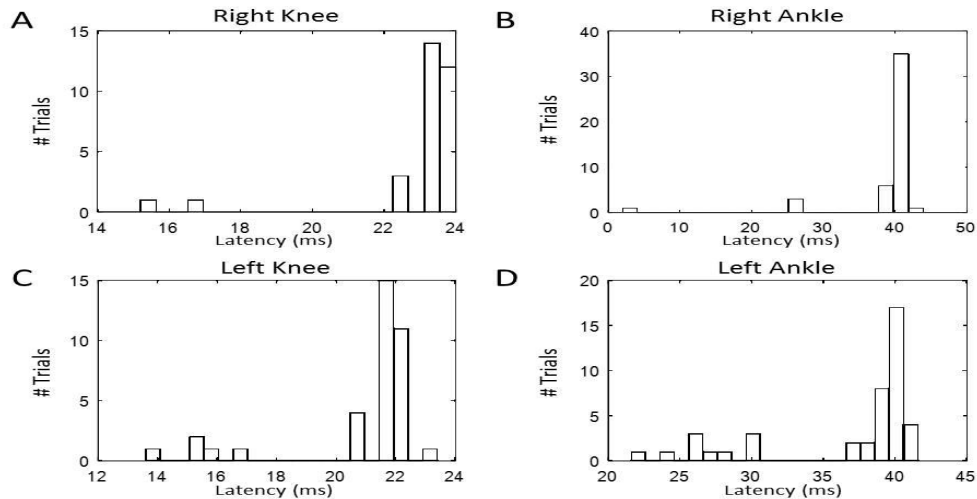 A
Right Knee
15
10
5
0
# Trials
14 16 18 20 22 24
Latency (ms)
B
Right Ankle
40
30
20
10
0
# Trials
0 10 20 30 40 50
Latency (ms)
C
Left Knee
15
10
5
0
# Trials
12 14 16 18 20 22 24
Latency (ms)
D
Left Ankle
20
15
10
5
0
# Trials
20 25 30 35 40 45
Latency (ms)